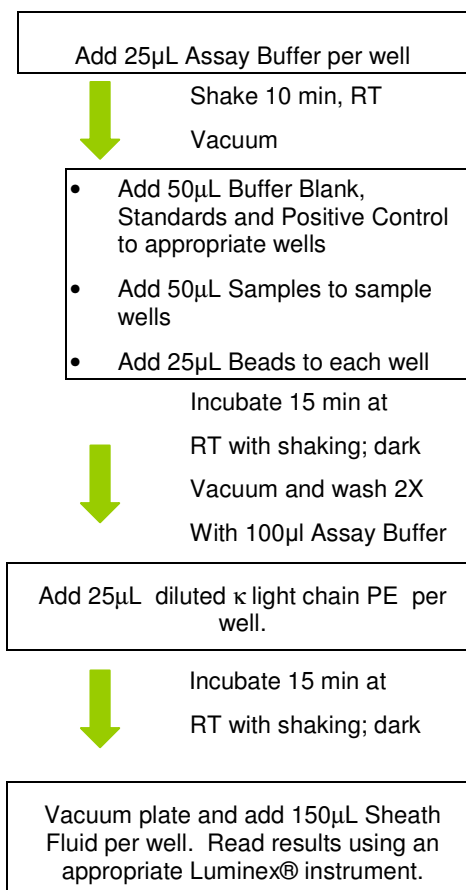 Add 25µL Assay Buffer per well
Shake 10 min, RT
Vacuum
• Add 50µL Buffer Blank,
Standards and Positive Control
to appropriate wells
• Add 50µL Samples to sample
wells
• Add 25µL Beads to each well
Incubate 15 min at
RT with shaking; dark
Vacuum and wash 2X
With 100µl Assay Buffer
Add 25µL diluted κ light chain PE per
well.
Incubate 15 min at
RT with shaking; dark
Vacuum plate and add 150µL Sheath
Fluid per well. Read results using an
appropriate Luminex® instrument.